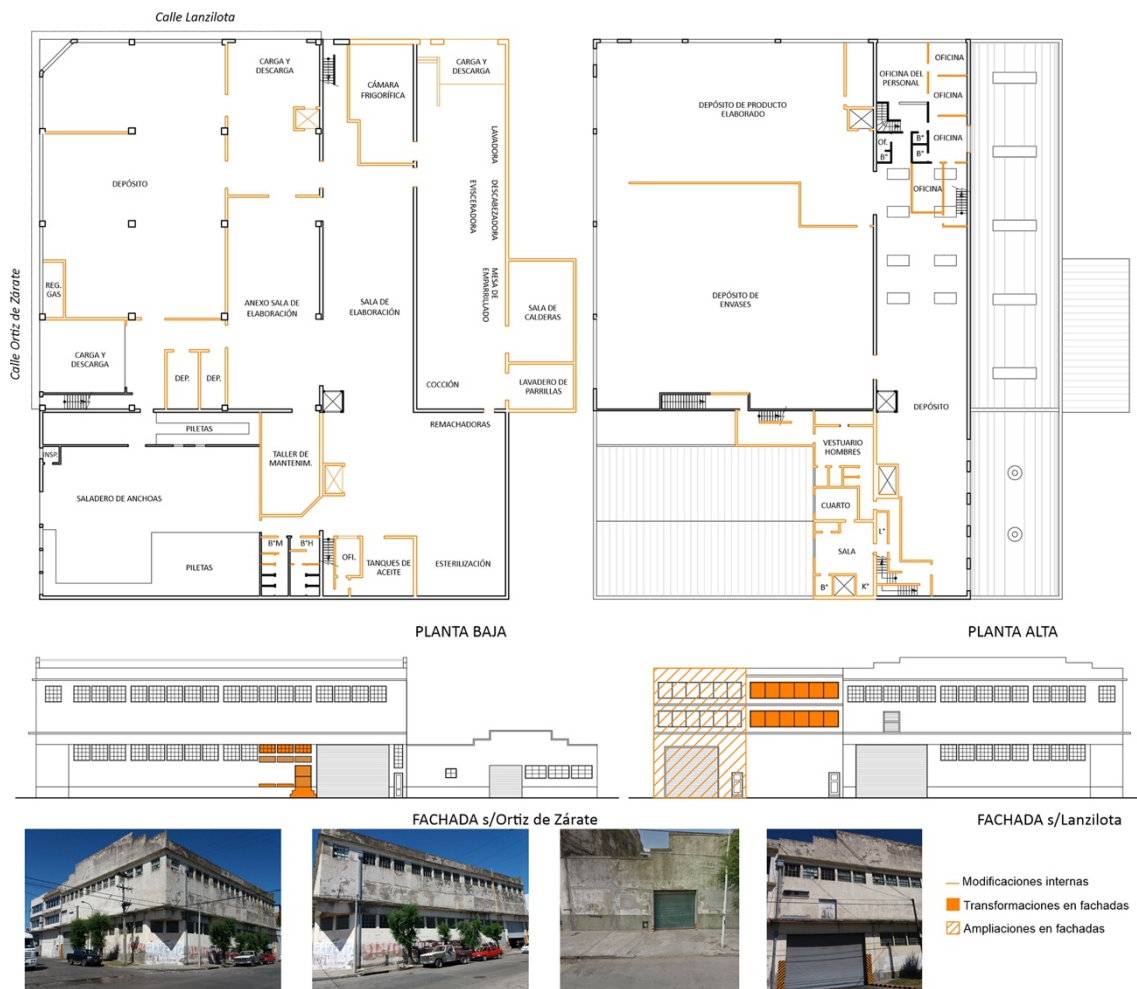 Calle Lanzilota
Calle Ortiz de Zárate
CARGA Y
DESCARGA
CÁMARA
FRIGORÍFICA
CARGA Y
DESCARGA
LAVADORA
DESCABEZADORA
EVISCERADORA
MESA DE
EMPARRILLADO
DEPÓSITO
REG.
GAS
ANEXO SALA DE
ELABORACIÓN
SALA DE
ELABORACIÓN
SALA DE
CALDERAS
CARGA Y
DESCARGA
DEP.
DEP.
COCCIÓN
LAVADERO DE
PARRILLAS
PILETAS
REMACHADORAS
INSP.
TALLER DE
MANTENIM.
SALADERO DE ANCHOAS
B°M
B°H
OFI.
PILETAS
TANQUES DE
ACEITE
ESTERILIZACIÓN
PLANTA BAJA
DEPÓSITO DE PRODUCTO
ELABORADO
OFICINA DEL
PERSONAL
OFICINA
OFICINA
OFICINA
Of.
B°
B°
B°
OFICINA
DEPÓSITO DE
ENVASES
DEPÓSITO
VESTUARIO
HOMBRES
CUARTO
L°
SALA
B°
K°
PLANTA ALTA
FACHADA s/Ortiz de Zárate
FACHADA s/Lanzilota
Modificaciones internas
Transformaciones en fachadas
Ampliaciones en fachadas